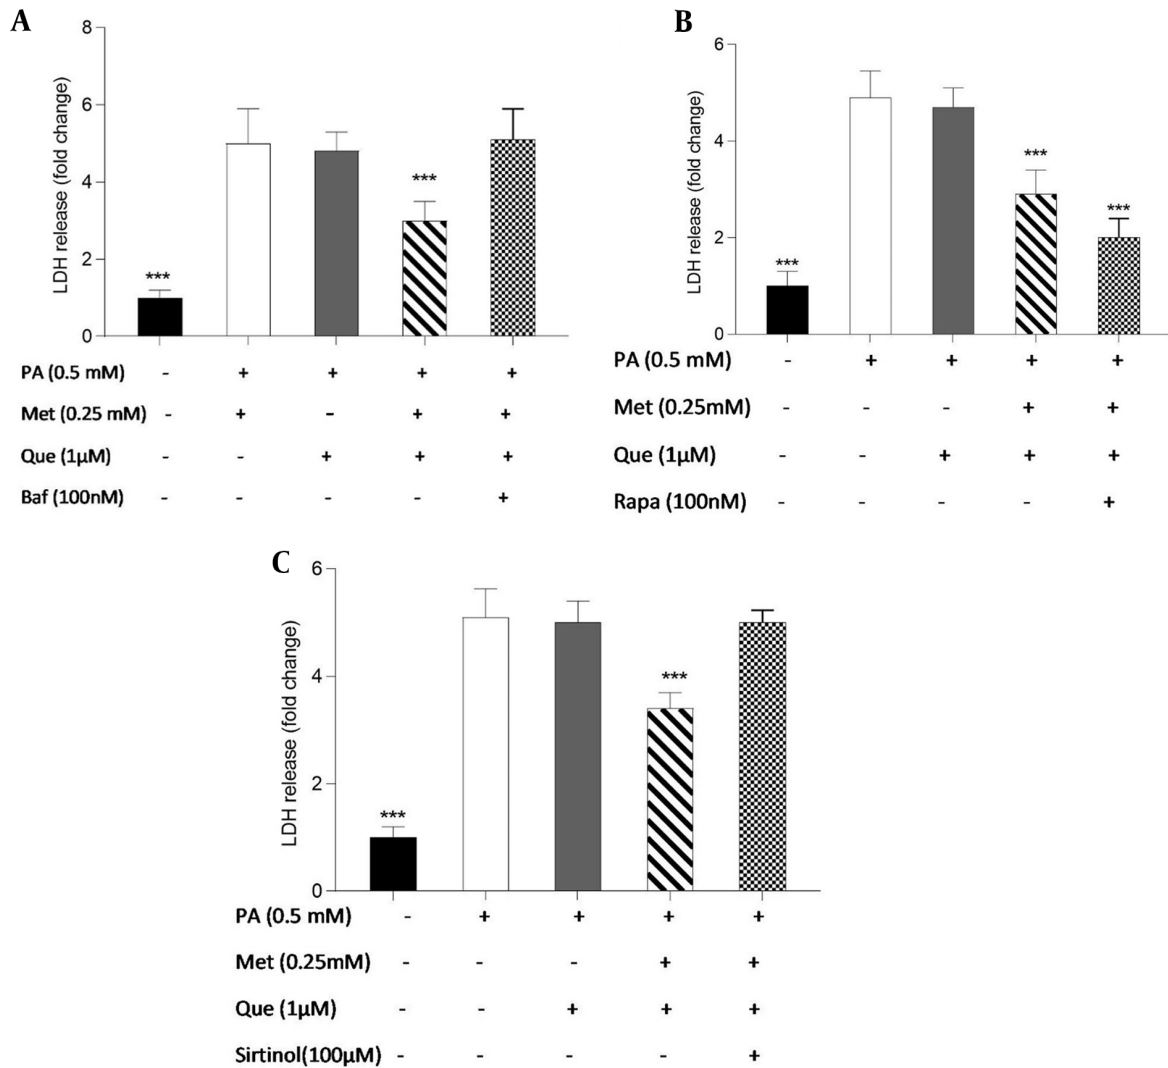 A
LDH release (fold change)
8
6
4
2
0
***
***
PA (0.5 mM) - + + + +
Met (0.25 mM) - + - + +
Que (1µM) - - + + +
Baf (100nM) - - - - +
B
LDH release (fold change)
6
4
2
0
***
***
***
PA (0.5 mM) - + + + +
Met (0.25mM) - - - + +
Que (1µM) - - + + +
Rapa (100nM) - - - - +
C
LDH release (fold change)
6
4
2
0
***
***
PA (0.5 mM) - + + + +
Met (0.25mM) - - - + +
Que (1µM) - - + + +
Sirtinol(100µM) - - - - +